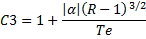 C3 = 1 + |α|(R − 1)^{3/2} / Te